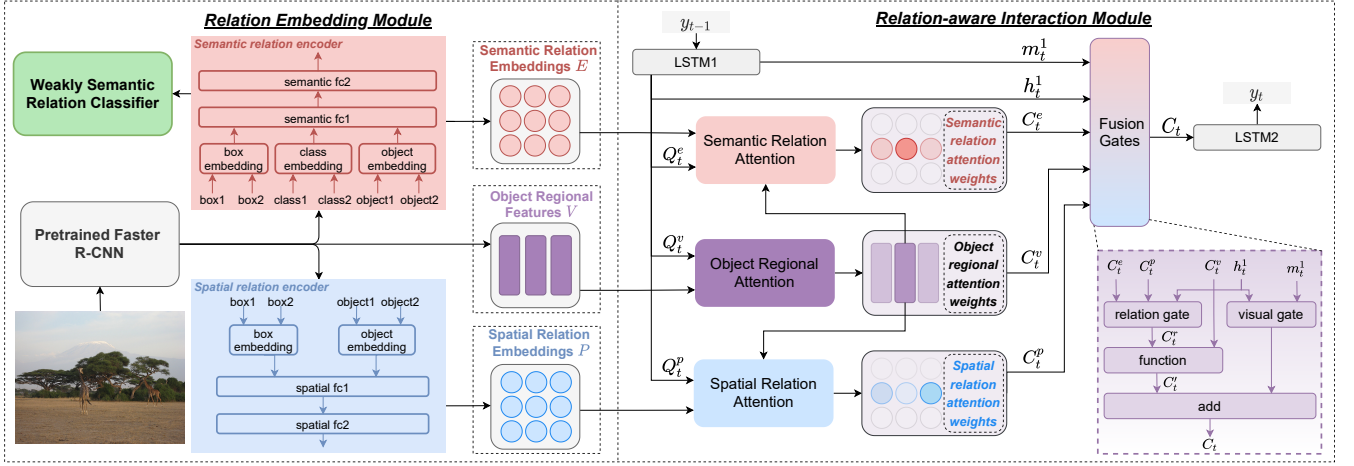 Relation Embedding Module
Semantic relation encoder
semantic fc2
semantic fc1
box
embedding
class
embedding
object
embedding
box1 box2 class1 class2 object1 object2
Weakly Semantic
Relation Classifier
Pretrained Faster
R-CNN
Spatial relation encoder
box1 box2 object1 object2
box
embedding
object
embedding
spatial fc1
spatial fc2
Semantic Relation
Embeddings E
Object Regional
Features V
Spatial Relation
Embeddings P
Relation-aware Interaction Module
y_{t-1}
LSTM1
m_t^1
h_t^1
Q_t^e
Semantic Relation
Attention
Semantic
relation
attention
weights
C_t^e
Q_t^v
Object Regional
Attention
Object
regional
attention
weights
C_t^v
Q_t^p
Spatial Relation
Attention
Spatial
relation
attention
weights
C_t^p
Fusion
Gates
C_t
y_t
LSTM2
C_t^e C_t^p C_t^v h_t^1 m_t^1
relation gate
visual gate
C_t^r
function
C_t'
add
C_t